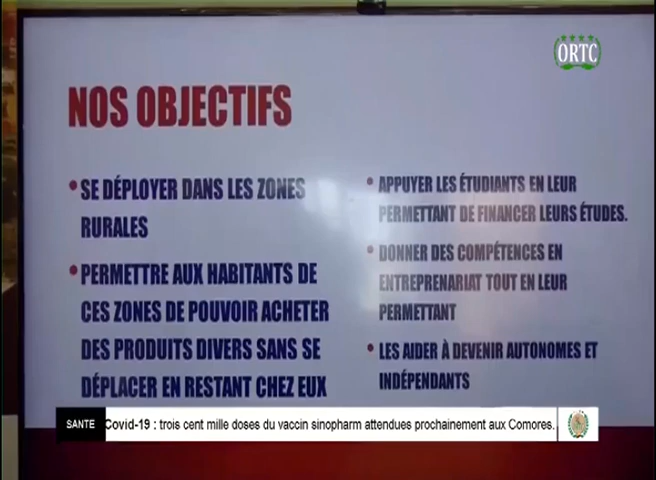 ORTC
NOS OBJECTIFS
• SE DÉPLOYER DANS LES ZONES
RURALES
• PERMETTRE AUX HABITANTS DE
CES ZONES DE POUVOIR ACHETER
DES PRODUITS DIVERS SANS SE
DÉPLACER EN RESTANT CHEZ EUX
• APPUYER LES ÉTUDIANTS EN LEUR
PERMETTANT DE FINANCER LEURS ÉTUDES.
• DONNER DES COMPÉTENCES EN
ENTREPRENARIAT TOUT EN LEUR
PERMETTANT
• LES AIDER À DEVENIR AUTONOMES ET
INDÉPENDANTS
SANTE
Covid-19 : trois cent mille doses du vaccin sinopharm attendues prochainement aux Comores.